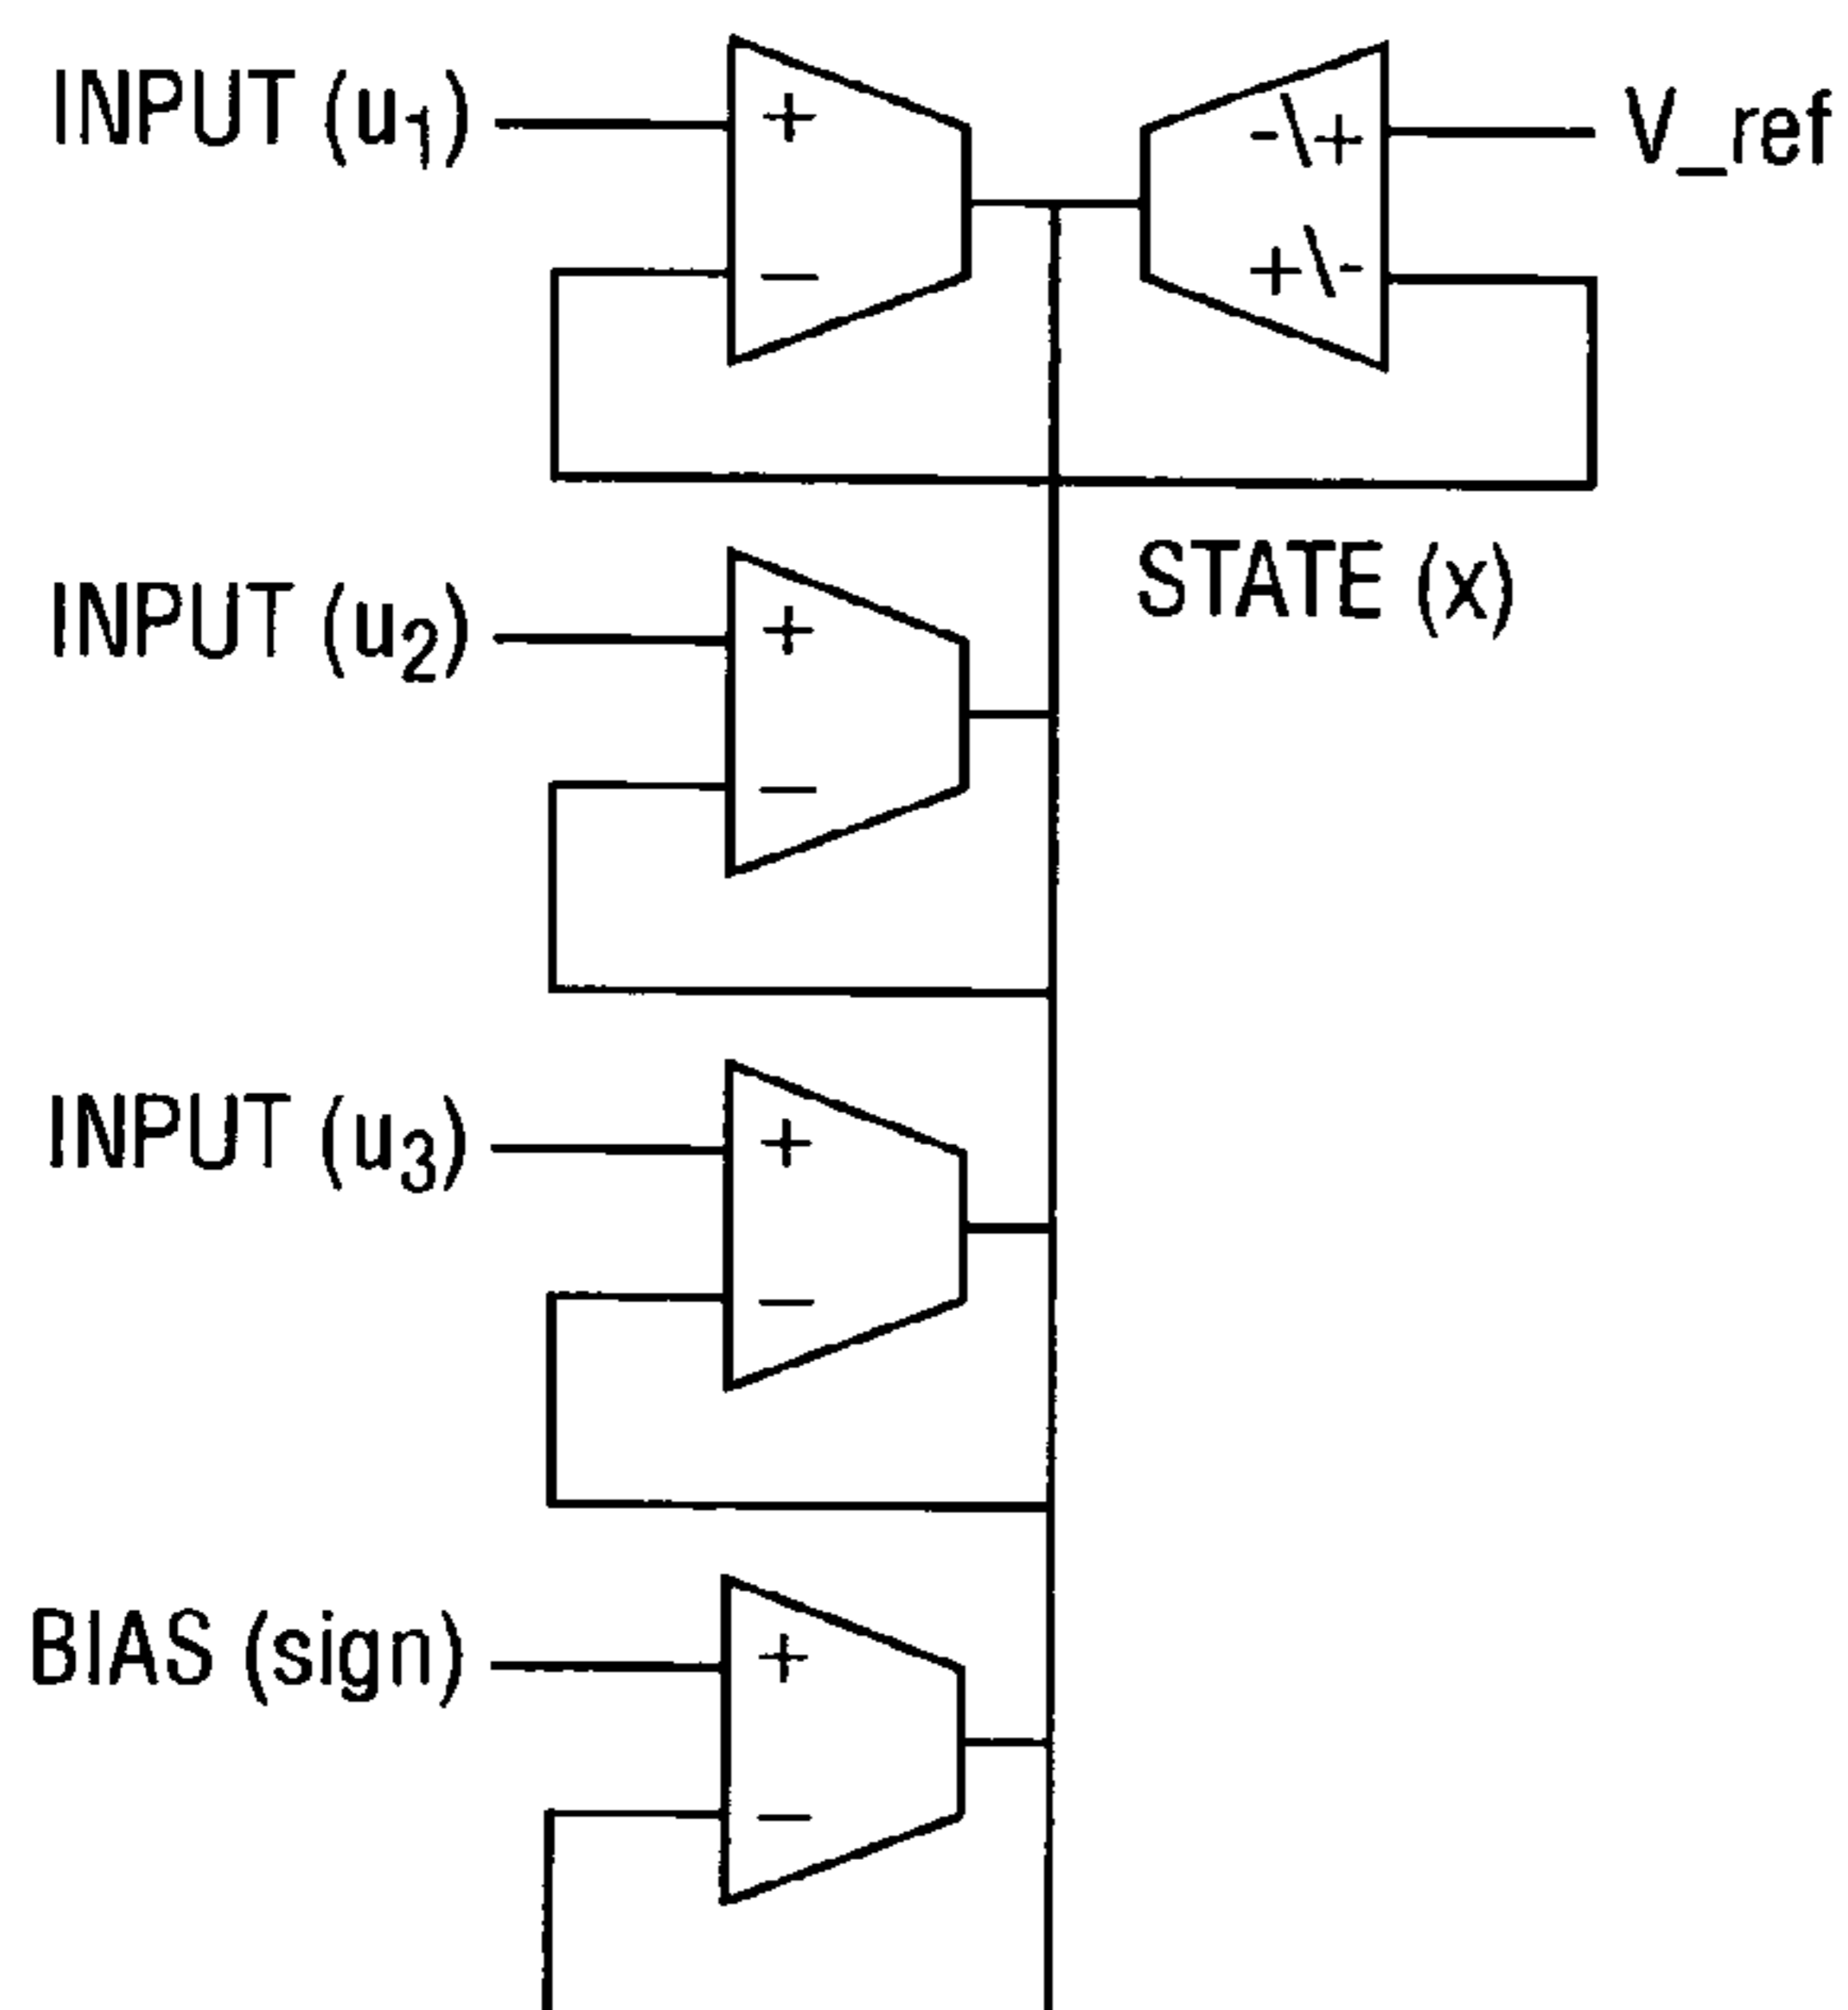 INPUT (u₁)
+
−
-\+
+\-
V_ref
STATE (x)
INPUT (u₂)
+
−
INPUT (u₃)
+
−
BIAS (sign)
+
−